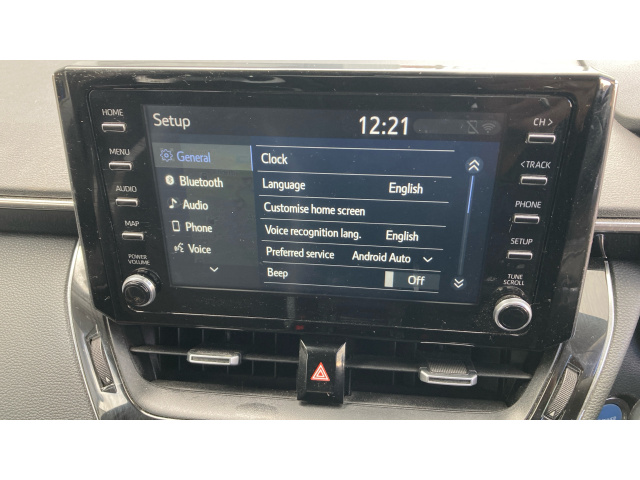 HOME
MENU
AUDIO
MAP
POWER
VOLUME
Setup
12:21
General
Bluetooth
Audio
Phone
Voice
Clock
Language English
Customise home screen
Voice recognition lang. English
Preferred service Android Auto
Beep Off
CH >
< TRACK
PHONE
SETUP
TUNE
SCROLL